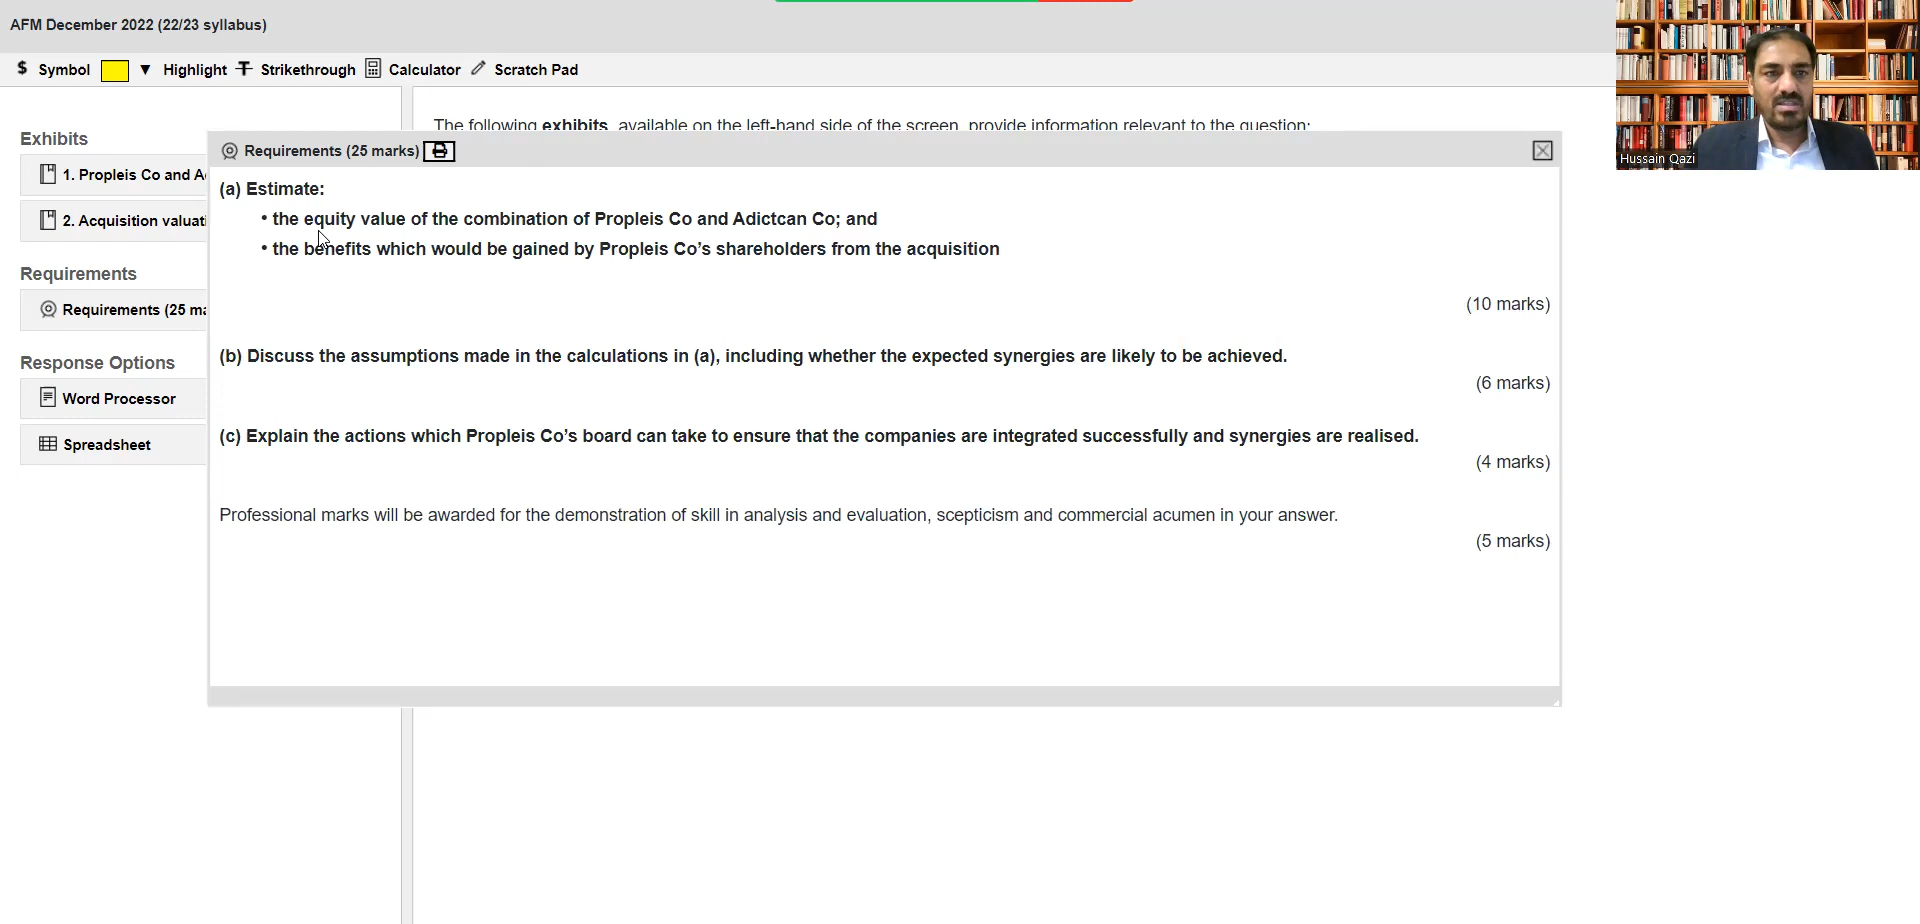 AFM December 2022 (22/23 syllabus)
$ Symbol ▼ Highlight Strikethrough Calculator Scratch Pad
Hussain Qazi
The following exhibits, available on the left-hand side of the screen, provide information relevant to the question:
Exhibits
1. Propleis Co and A
2. Acquisition valuati
Requirements
Requirements (25 ma
Response Options
Word Processor
Spreadsheet
Requirements (25 marks)
(a) Estimate:
• the equity value of the combination of Propleis Co and Adictcan Co; and
• the benefits which would be gained by Propleis Co’s shareholders from the acquisition
(10 marks)
(b) Discuss the assumptions made in the calculations in (a), including whether the expected synergies are likely to be achieved.
(6 marks)
(c) Explain the actions which Propleis Co’s board can take to ensure that the companies are integrated successfully and synergies are realised.
(4 marks)
Professional marks will be awarded for the demonstration of skill in analysis and evaluation, scepticism and commercial acumen in your answer.
(5 marks)